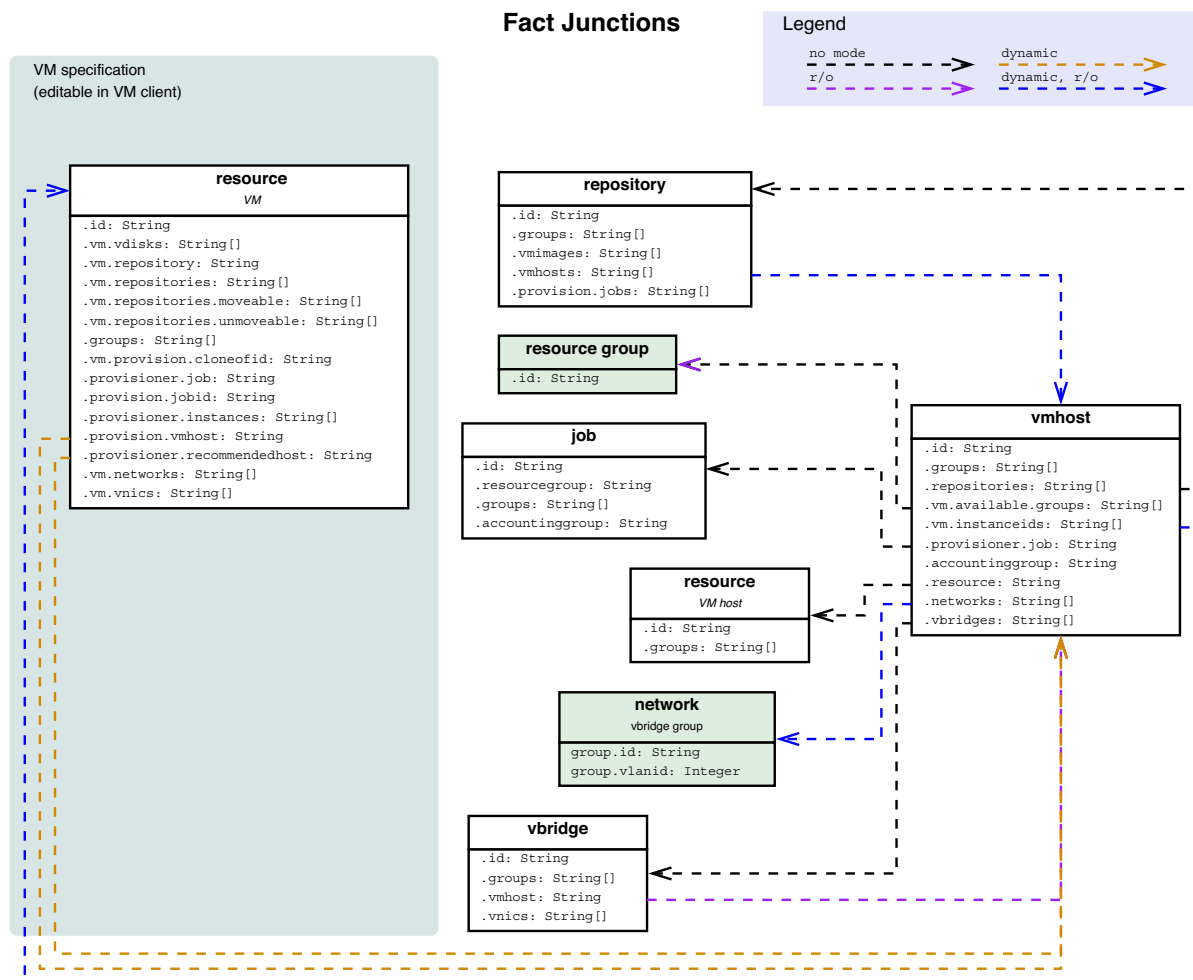 Fact Junctions
Legend
no mode
dynamic
r/o
dynamic, r/o
VM specification
(editable in VM client)
resource
VM
.id: String
.vm.vdisks: String[]
.vm.repository: String
.vm.repositories: String[]
.vm.repositories.moveable: String[]
.vm.repositories.unmoveable: String[]
.groups: String[]
.vm.provision.cloneofid: String
.provisioner.job: String
.provision.jobid: String
.provisioner.instances: String[]
.provision.vmhost: String
.provisioner.recommendedhost: String
.vm.networks: String[]
.vm.vnics: String[]
repository
.id: String
.groups: String[]
.vmimages: String[]
.vmhosts: String[]
.provision.jobs: String[]
resource group
.id: String
job
.id: String
.resourcegroup: String
.groups: String[]
.accountinggroup: String
resource
VM host
.id: String
.groups: String[]
network
vbridge group
group.id: String
group.vlanid: Integer
vbridge
.id: String
.groups: String[]
.vmhost: String
.vnics: String[]
vmhost
.id: String
.groups: String[]
.repositories: String[]
.vm.available.groups: String[]
.vm.instanceids: String[]
.provisioner.job: String
.accountinggroup: String
.resource: String
.networks: String[]
.vbridges: String[]